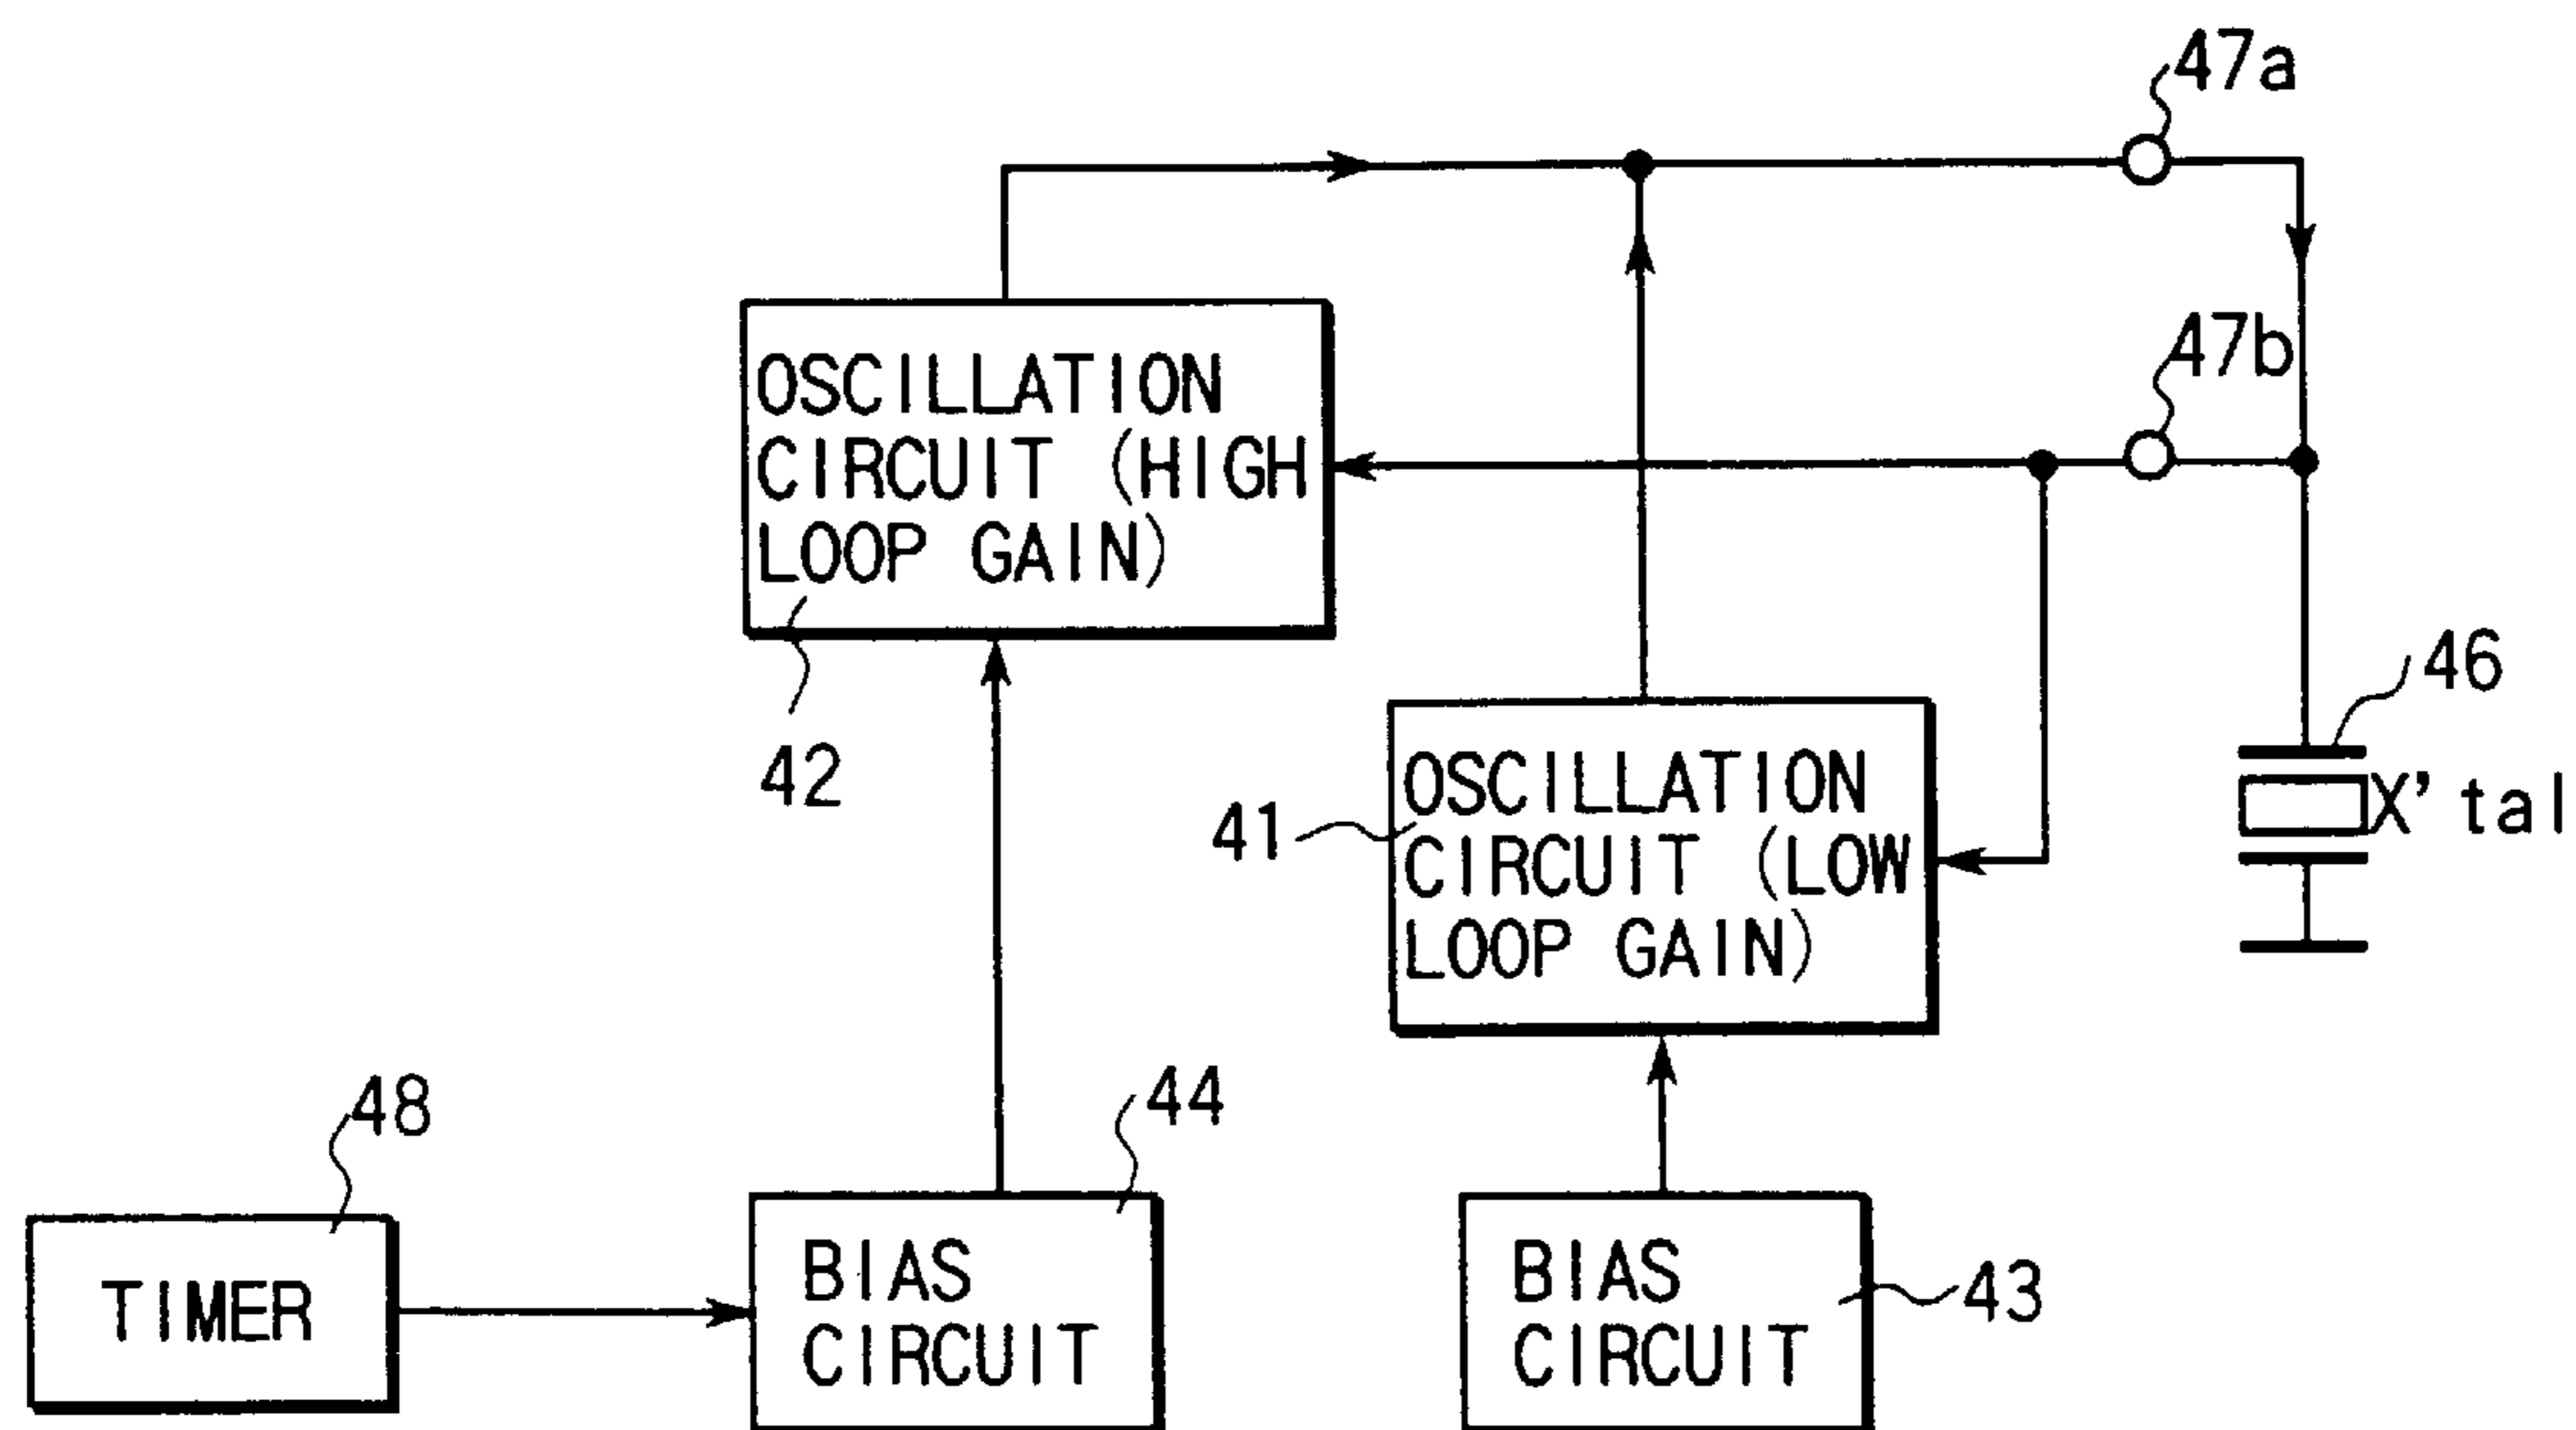 47a
47b
OSCILLATION
CIRCUIT (HIGH
LOOP GAIN)
42
46
X'tal
OSCILLATION
CIRCUIT (LOW
LOOP GAIN)
41
48
TIMER
44
BIAS
CIRCUIT
BIAS
CIRCUIT
43